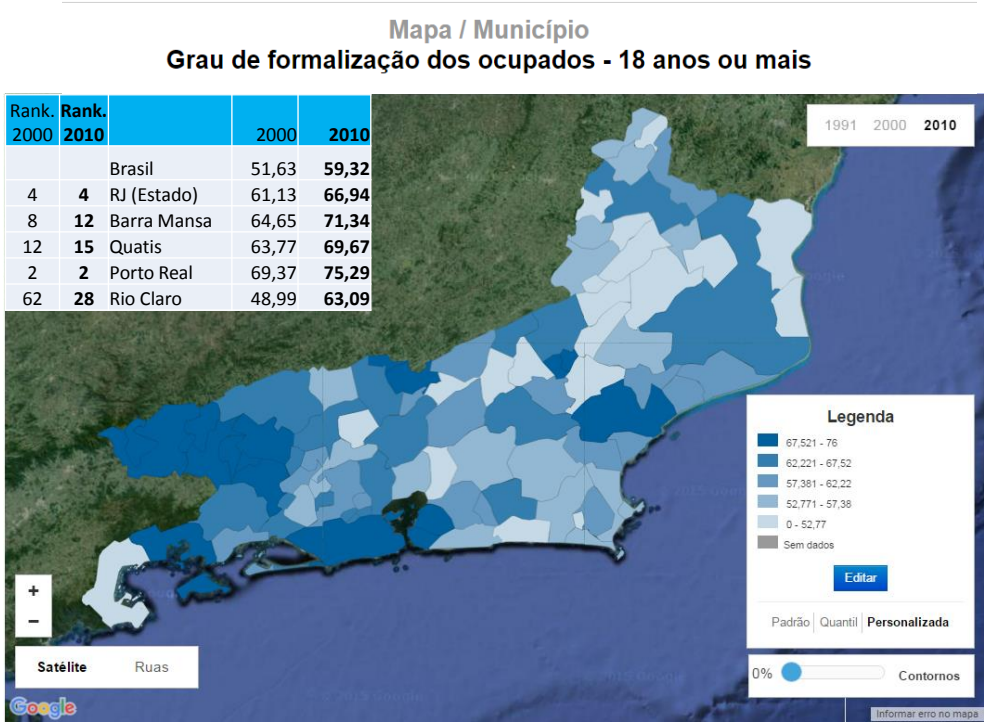 Mapa / Município
Grau de formalização dos ocupados - 18 anos ou mais
Rank. 2000 Rank. 2010 2000 2010
Brasil 51,63 59,32
4 4 RJ (Estado) 61,13 66,94
8 12 Barra Mansa 64,65 71,34
12 15 Quatis 63,77 69,67
2 2 Porto Real 69,37 75,29
62 28 Rio Claro 48,99 63,09
1991 2000 2010
Legenda
67,521 - 76
62,221 - 67,52
57,381 - 62,22
52,771 - 57,38
0 - 52,77
Sem dados
Editar
Padrão Quantil Personalizada
+
−
Satélite Ruas
0% Contornos
Google
Informar erro no mapa